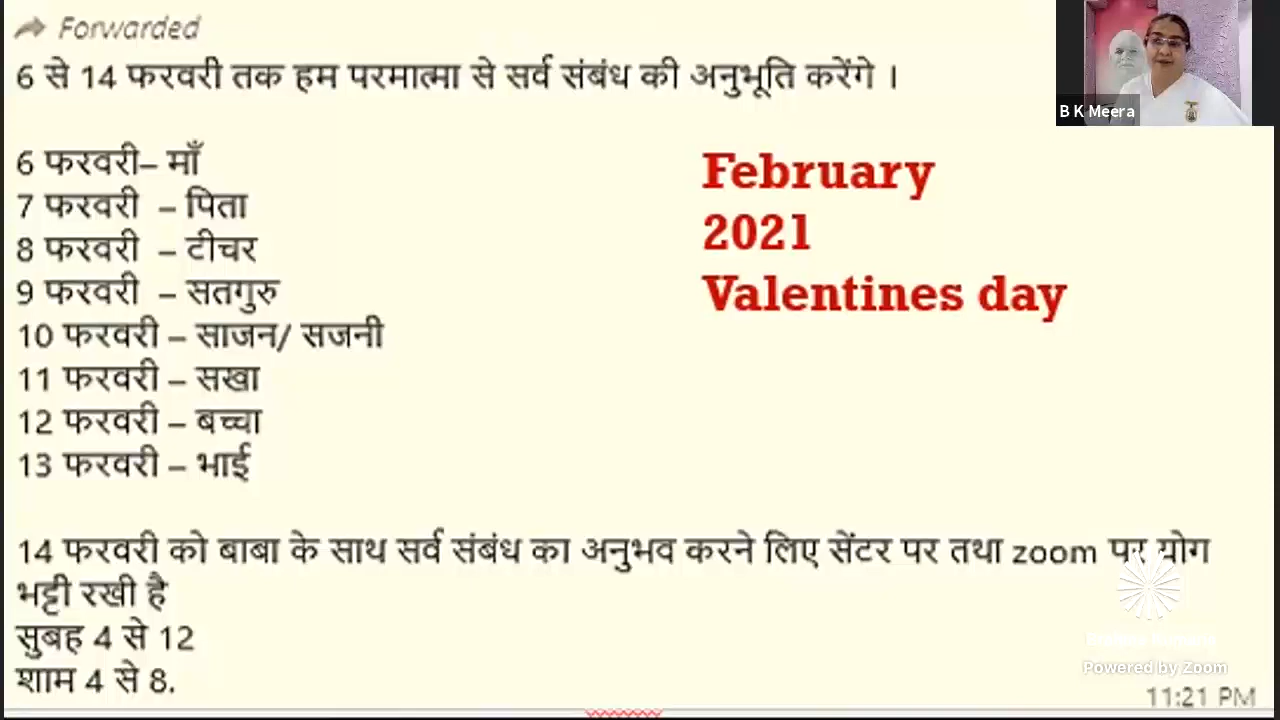 Forwarded
6 से 14 फरवरी तक हम परमात्मा से सर्व संबंध की अनुभूति करेंगे ।
B K Meera
6 फरवरी– माँ
7 फरवरी – पिता
8 फरवरी – टीचर
9 फरवरी – सतगुरु
10 फरवरी – साजन/ सजनी
11 फरवरी – सखा
12 फरवरी – बच्चा
13 फरवरी – भाई
February
2021
Valentines day
14 फरवरी को बाबा के साथ सर्व संबंध का अनुभव करने लिए सेंटर पर तथा zoom पर योग
भट्टी रखी है
सुबह 4 से 12
शाम 4 से 8.
Powered by Zoom
11:21 PM